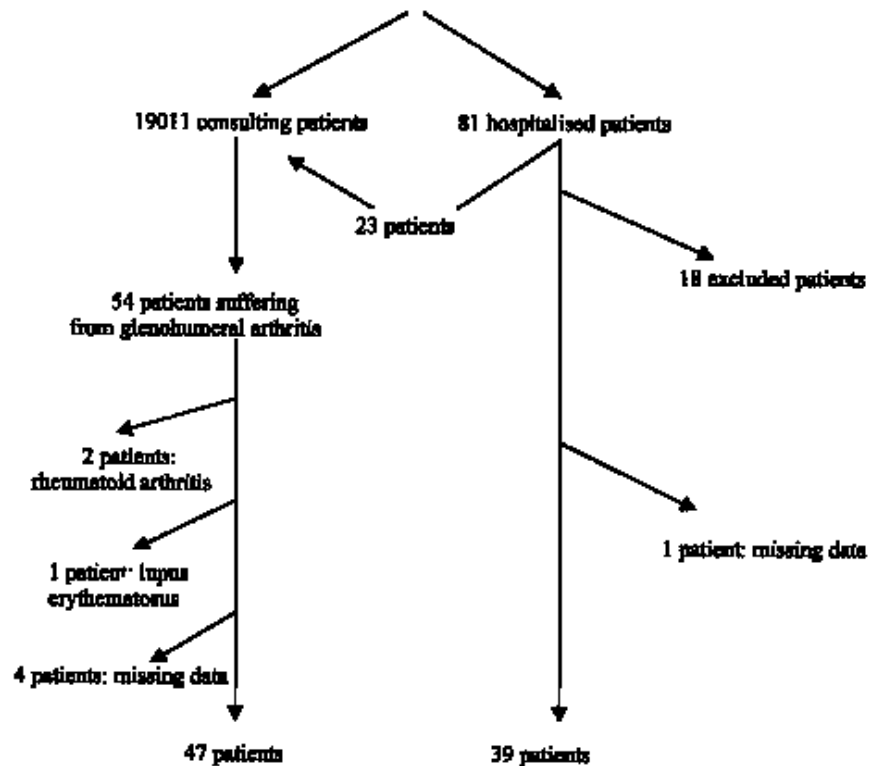 19011 consulting patients
81 hospitalised patients
23 patients
18 excluded patients
54 patients suffering
from glenohumeral arthritis
2 patients:
rheumatoid arthritis
1 patient: missing data
1 patient: lupus
erythematosus
4 patients: missing data
47 patients
39 patients